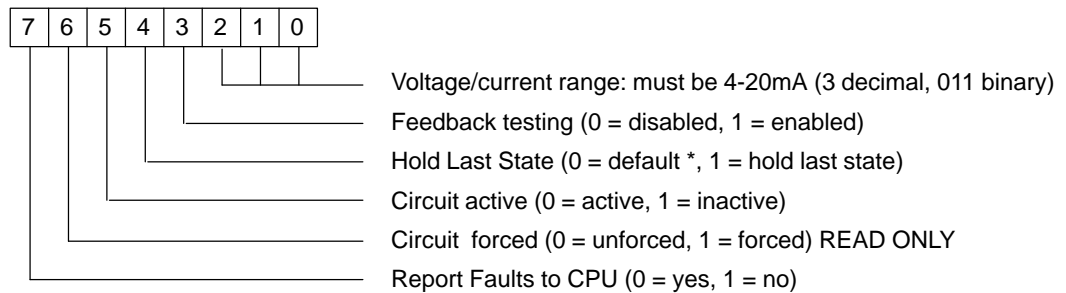 7 6 5 4 3 2 1 0
Voltage/current range: must be 4-20mA (3 decimal, 011 binary)
Feedback testing (0 = disabled, 1 = enabled)
Hold Last State (0 = default *, 1 = hold last state)
Circuit active (0 = active, 1 = inactive)
Circuit forced (0 = unforced, 1 = forced) READ ONLY
Report Faults to CPU (0 = yes, 1 = no)